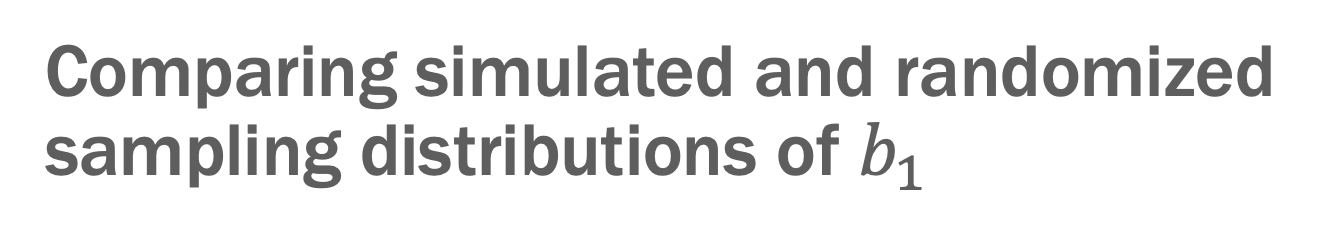 Comparing simulated and randomized
sampling distributions of b₁